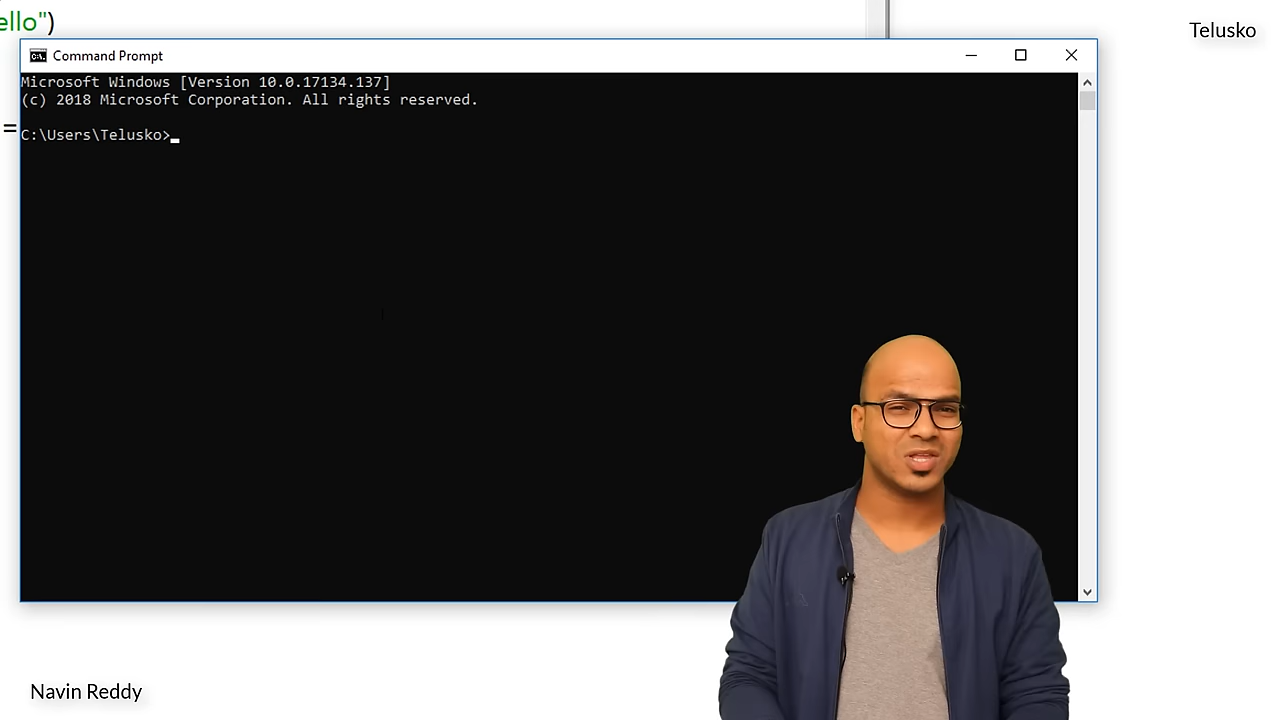 ello")
Telusko
Command Prompt
Microsoft Windows [Version 10.0.17134.137]
(c) 2018 Microsoft Corporation. All rights reserved.
=
C:\Users\Telusko>
Navin Reddy